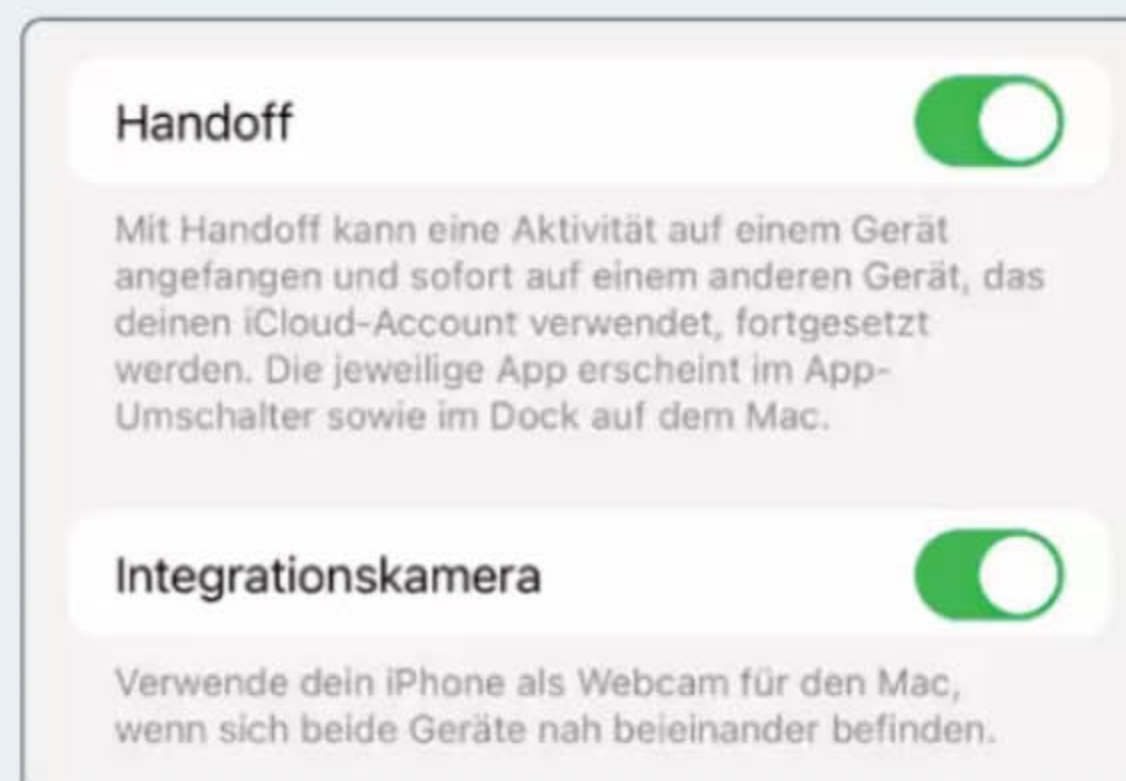 Handoff
Mit Handoff kann eine Aktivität auf einem Gerät
angefangen und sofort auf einem anderen Gerät, das
deinen iCloud-Account verwendet, fortgesetzt
werden. Die jeweilige App erscheint im App-
Umschalter sowie im Dock auf dem Mac.
Integrationskamera
Verwende dein iPhone als Webcam für den Mac,
wenn sich beide Geräte nah beieinander befinden.